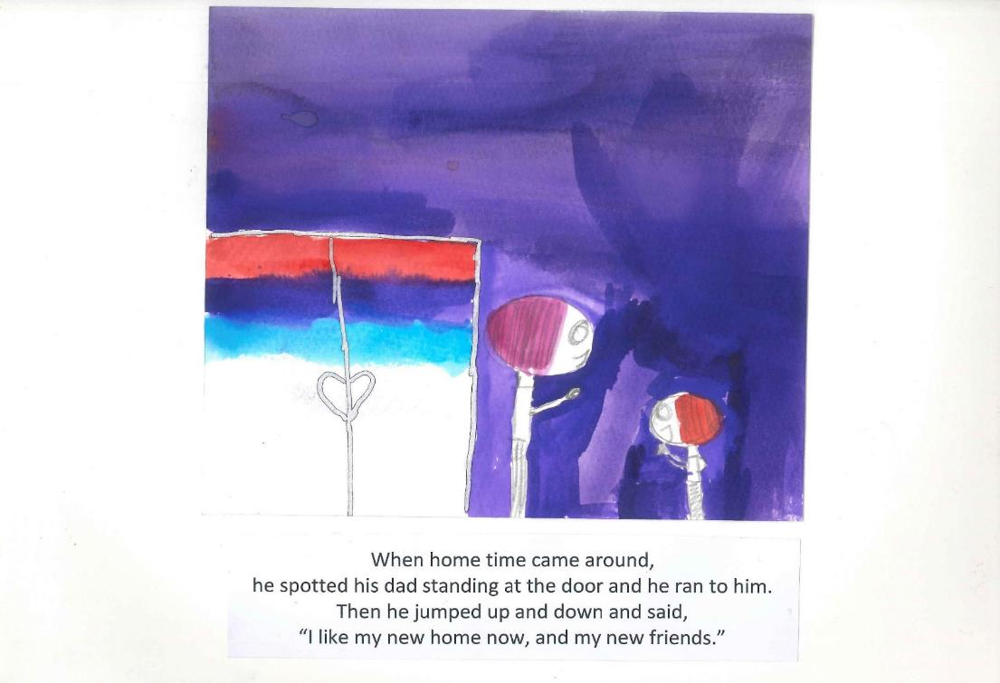 When home time came around,
he spotted his dad standing at the door and he ran to him.
Then he jumped up and down and said,
“I like my new home now, and my new friends.”